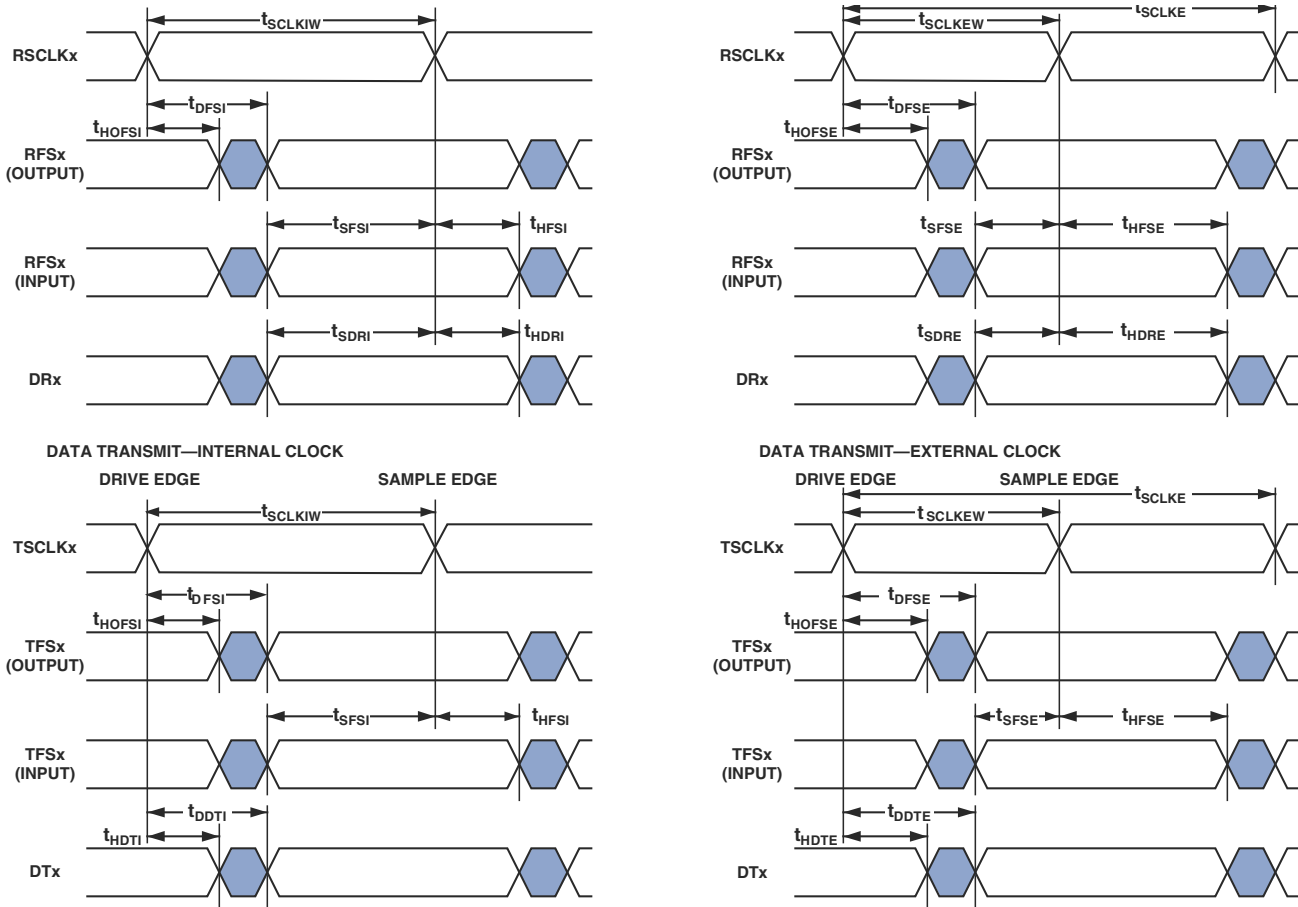 tSCLKIW
RSCLKx
tDFSI
tHOFSI
RFSx
(OUTPUT)
tSFSI
tHFSI
RFSx
(INPUT)
tSDRI
tHDRI
DRx
tSCLKE
tSCLKEW
RSCLKx
tDFSE
tHOFSE
RFSx
(OUTPUT)
tSFSE
tHFSE
RFSx
(INPUT)
tSDRE
tHDRE
DRx
DATA TRANSMIT—INTERNAL CLOCK
DRIVE EDGE
SAMPLE EDGE
tSCLKIW
TSCLKx
tDFSI
tHOFSI
TFSx
(OUTPUT)
tSFSI
tHFSI
TFSx
(INPUT)
tDDTI
tHDTI
DTx
DATA TRANSMIT—EXTERNAL CLOCK
DRIVE EDGE
SAMPLE EDGE
tSCLKE
tSCLKEW
TSCLKx
tDFSE
tHOFSE
TFSx
(OUTPUT)
tSFSE
tHFSE
TFSx
(INPUT)
tDDTE
tHDTE
DTx